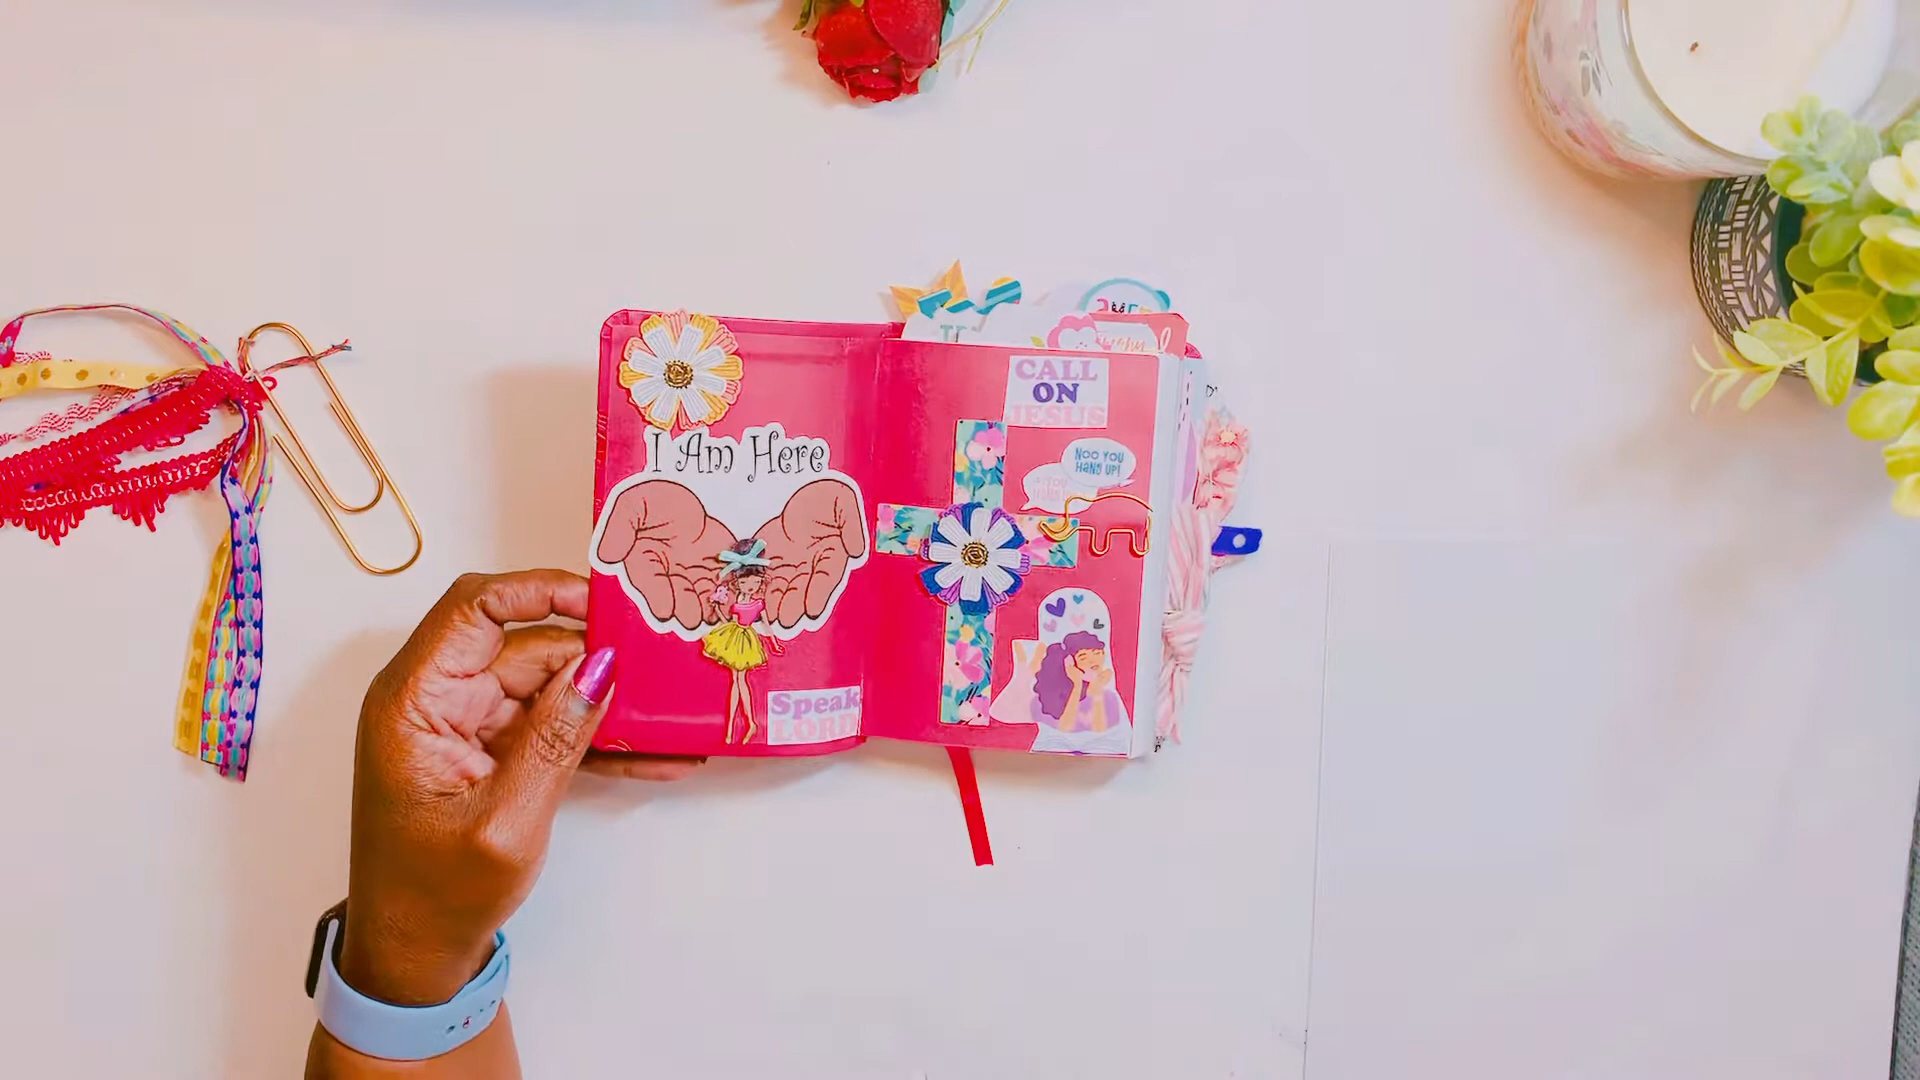 I Am Here
Speak
LORD
CALL
ON
JESUS
NOO YOU
HANG UP!